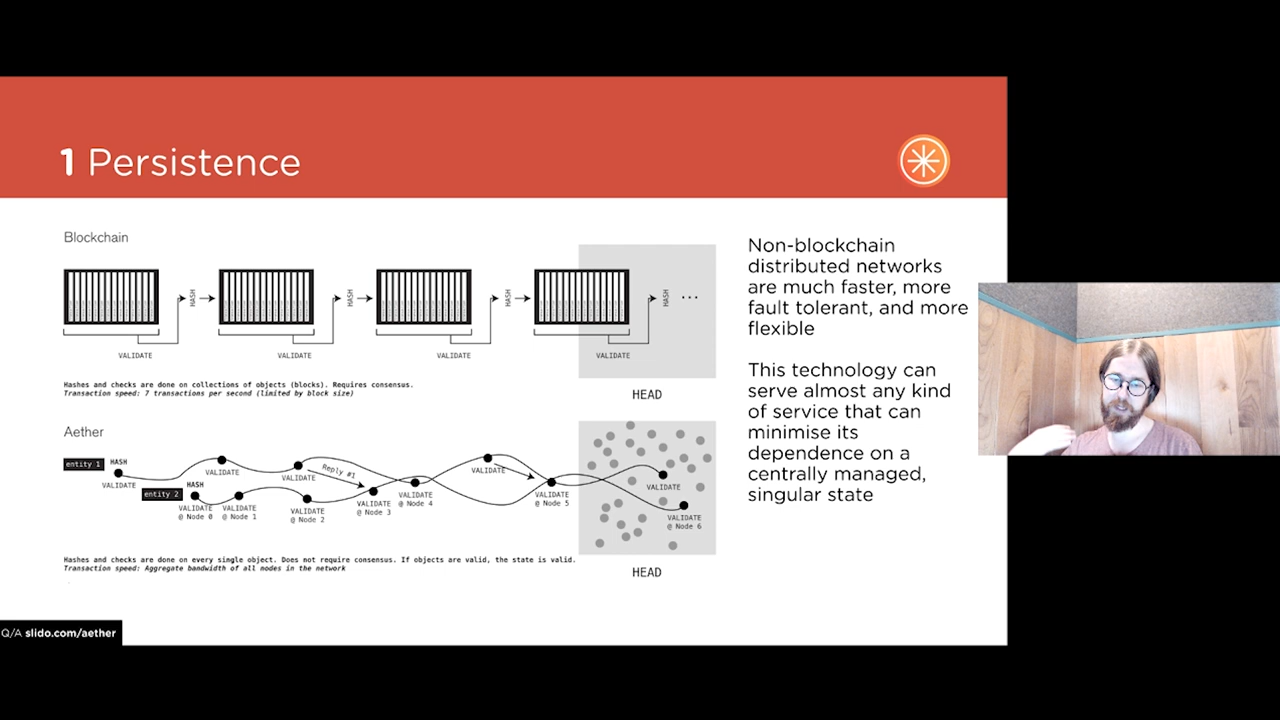 1 Persistence
Blockchain
HASH
HASH
HASH
HASH
...
VALIDATE
VALIDATE
VALIDATE
VALIDATE
Hashes and checks are done on collections of objects (blocks). Requires consensus.
Transaction speed: 7 transactions per second (limited by block size)
HEAD
Aether
entity 1
HASH
VALIDATE
VALIDATE
VALIDATE
Reply #1
VALIDATE
VALIDATE
entity 2
HASH
VALIDATE
@ Node 0
VALIDATE
@ Node 1
VALIDATE
@ Node 2
VALIDATE
@ Node 3
VALIDATE
@ Node 4
VALIDATE
@ Node 5
VALIDATE
@ Node 6
Hashes and checks are done on every single object. Does not require consensus. If objects are valid, the state is valid.
Transaction speed: Aggregate bandwidth of all nodes in the network
HEAD
Non-blockchain
distributed networks
are much faster, more
fault tolerant, and more
flexible
This technology can
serve almost any kind
of service that can
minimise its
dependence on a
centrally managed,
singular state
Q/A slido.com/aether